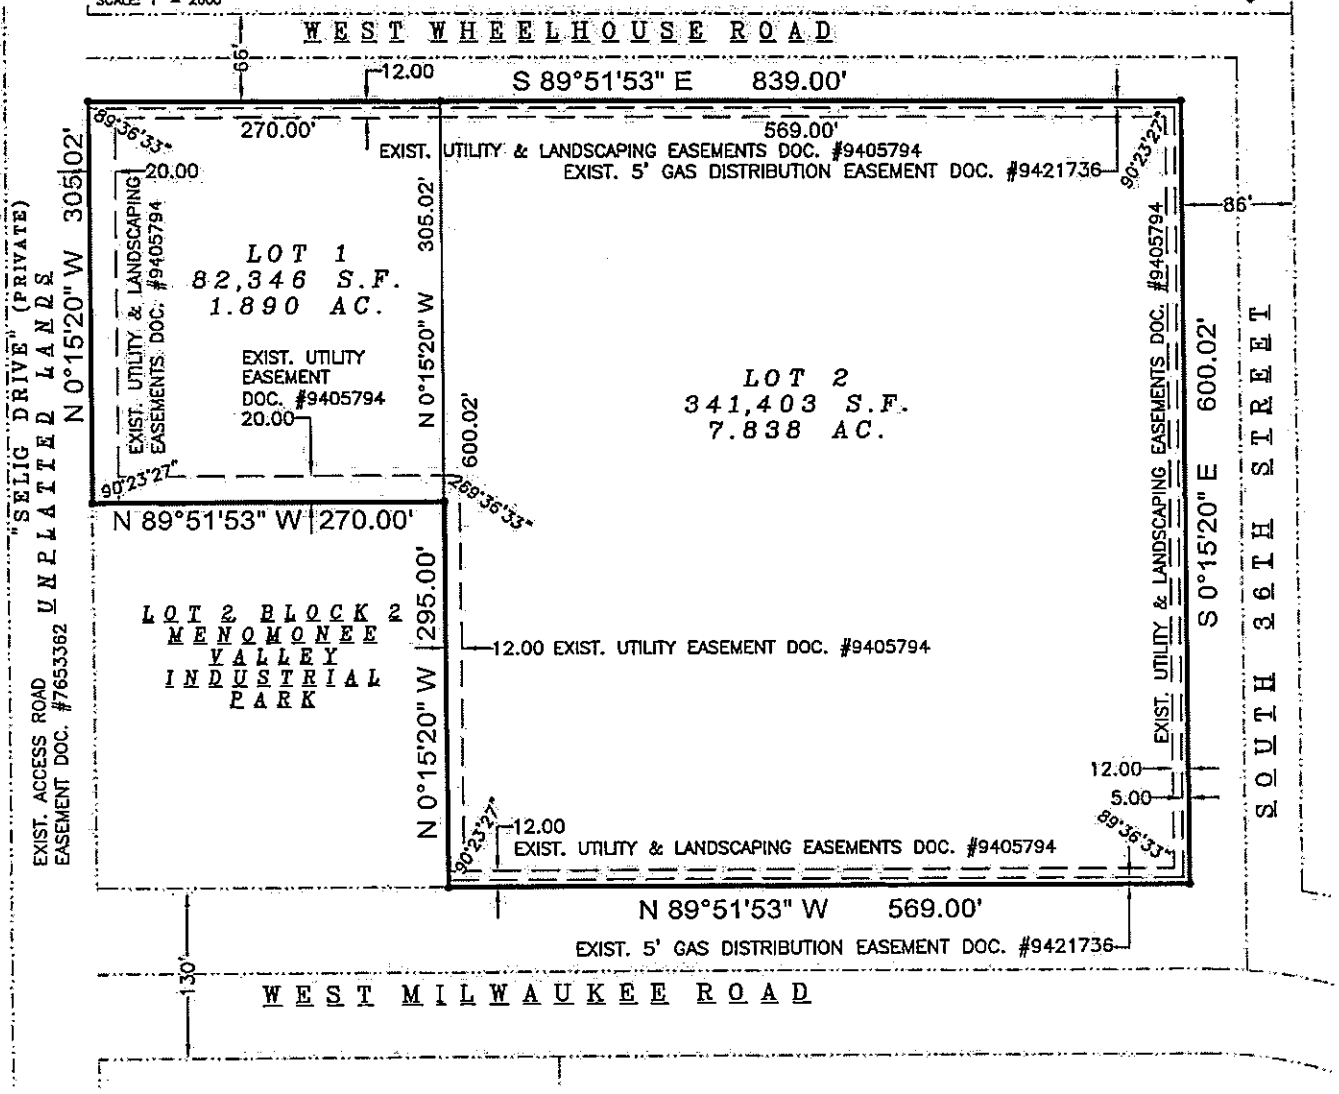 SCALE: 1" = 2000'
WEST WHEELHOUSE ROAD
66'
12.00
S 89°51'53" E 839.00'
89°36'33"
270.00'
569.00'
90°23'27"
EXIST. UTILITY & LANDSCAPING EASEMENTS DOC. #9405794
EXIST. 5' GAS DISTRIBUTION EASEMENT DOC. #9421736
20.00
86'
"SELIG DRIVE" (PRIVATE)
UNPLATTED LANDS
N 0°15'20" W 305.02'
EXIST. UTILITY & LANDSCAPING
EASEMENTS DOC. #9405794
LOT 1
82,346 S.F.
1.890 AC.
N 0°15'20" W 305.02'
600.02'
EXIST. UTILITY
EASEMENT
DOC. #9405794
20.00
LOT 2
341,403 S.F.
7.838 AC.
EXIST. UTILITY & LANDSCAPING EASEMENTS DOC. #9405794
S 0°15'20" E 600.02'
SOUTH 36TH STREET
90°23'27"
269°36'33"
N 89°51'53" W 270.00'
EXIST. ACCESS ROAD
EASEMENT DOC. #7653362
LOT 2 BLOCK 2
MENOMONEE
VALLEY
INDUSTRIAL
PARK
N 0°15'20" W 295.00'
12.00 EXIST. UTILITY EASEMENT DOC. #9405794
12.00
5.00
90°23'27"
12.00
EXIST. UTILITY & LANDSCAPING EASEMENTS DOC. #9405794
89°36'33"
N 89°51'53" W 569.00'
EXIST. 5' GAS DISTRIBUTION EASEMENT DOC. #9421736
130'
WEST MILWAUKEE ROAD